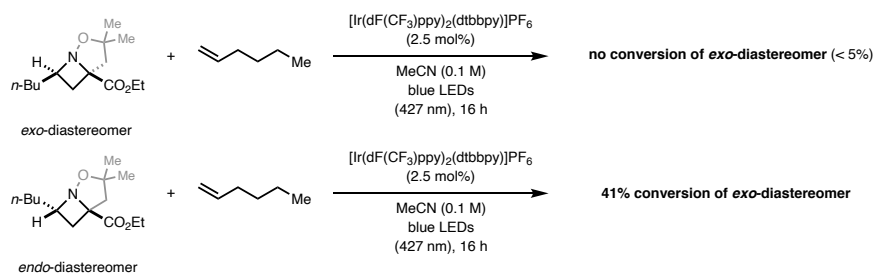 O
Me
Me
H
N
n-Bu
CO₂Et
exo-diastereomer
+
Me
[Ir(dF(CF₃)ppy)₂(dtbbpy)]PF₆
(2.5 mol%)
MeCN (0.1 M)
blue LEDs
(427 nm), 16 h
no conversion of exo-diastereomer (< 5%)
O
Me
Me
n-Bu
N
H
CO₂Et
endo-diastereomer
+
Me
[Ir(dF(CF₃)ppy)₂(dtbbpy)]PF₆
(2.5 mol%)
MeCN (0.1 M)
blue LEDs
(427 nm), 16 h
41% conversion of exo-diastereomer